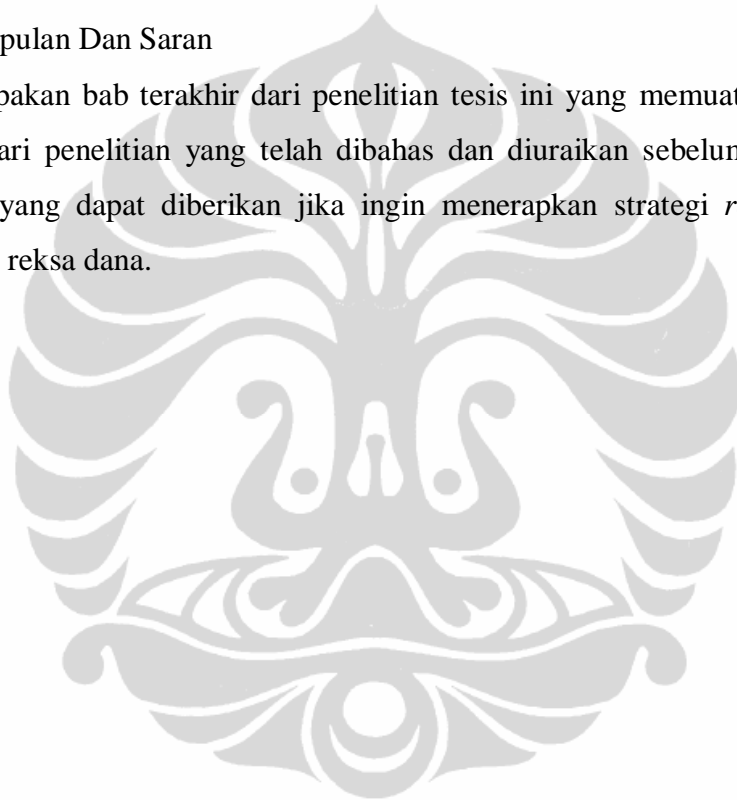 pulan Dan Saran
pakan bab terakhir dari penelitian tesis ini yang memuat
ari penelitian yang telah dibahas dan diuraikan sebelum
yang dapat diberikan jika ingin menerapkan strategi r
reksa dana.